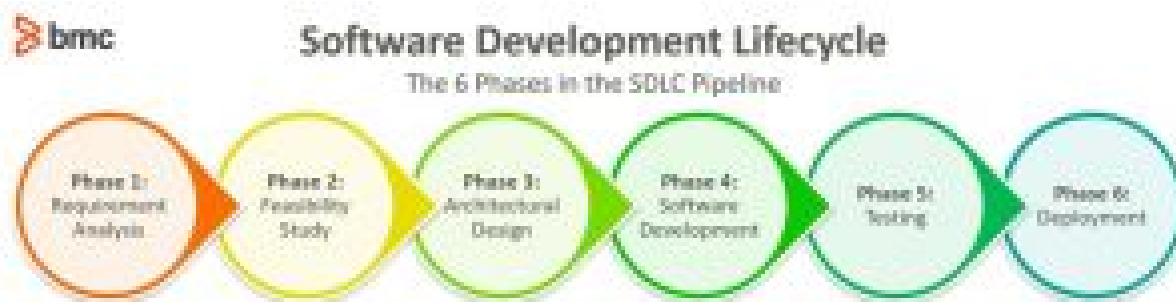 bmc
Software Development Lifecycle
The 6 Phases in the SDLC Pipeline
Phase 1:
Requirement
Analysis
Phase 2:
Feasibility
Study
Phase 3:
Architectural
Design
Phase 4:
Software
Development
Phase 5:
Testing
Phase 6:
Deployment